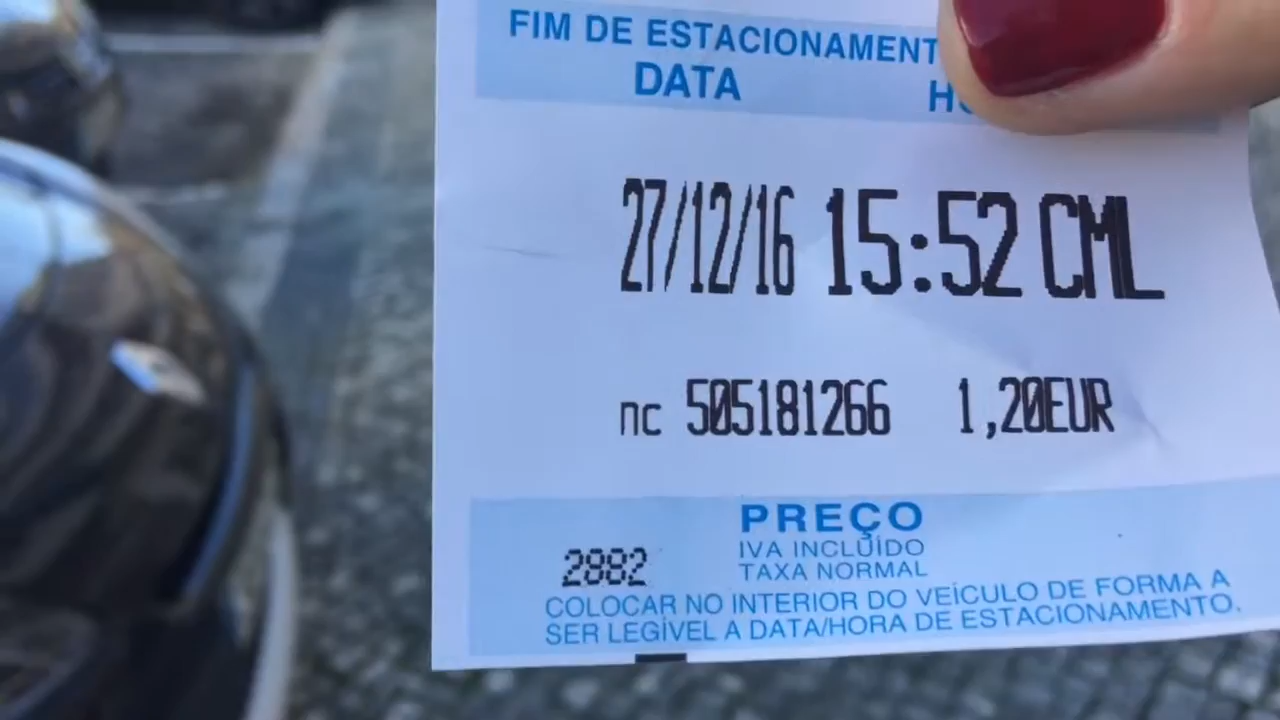 FIM DE ESTACIONAMENT
DATA
27/12/16 15:52 CML
nc 505181266 1,20EUR
PREÇO
IVA INCLUÍDO
2882
TAXA NORMAL
COLOCAR NO INTERIOR DO VEÍCULO DE FORMA A
SER LEGÍVEL A DATA/HORA DE ESTACIONAMENTO.